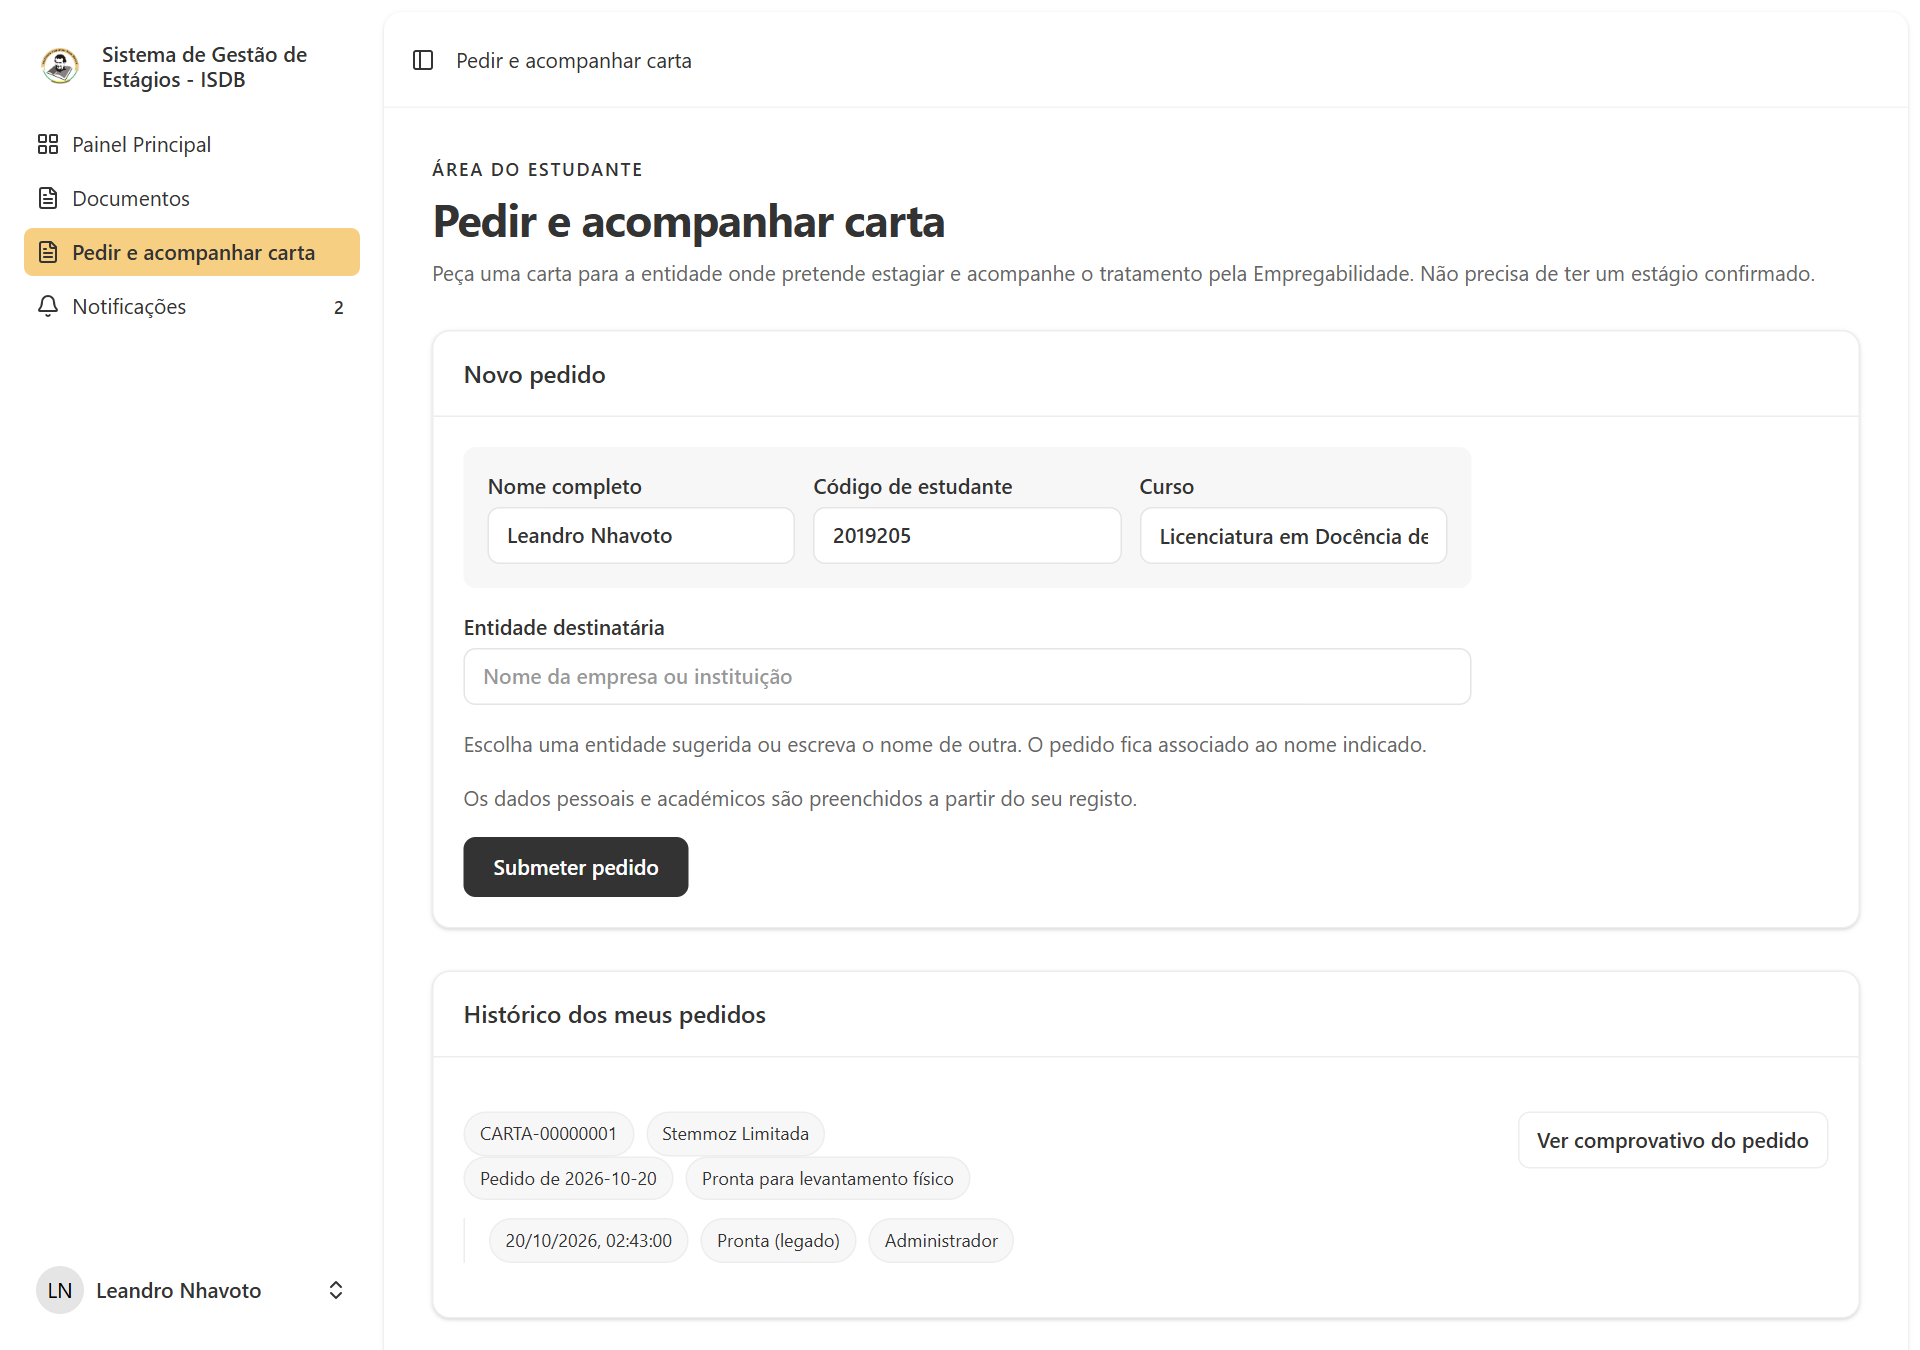 Sistema de Gestão de
Estágios - ISDB
Painel Principal
Documentos
Pedir e acompanhar carta
Notificações 2
LN Leandro Nhavoto
Pedir e acompanhar carta
ÁREA DO ESTUDANTE
Pedir e acompanhar carta
Peça uma carta para a entidade onde pretende estagiar e acompanhe o tratamento pela Empregabilidade. Não precisa de ter um estágio confirmado.
Novo pedido
Nome completo Código de estudante Curso
Leandro Nhavoto 2019205 Licenciatura em Docência de
Entidade destinatária
Nome da empresa ou instituição
Escolha uma entidade sugerida ou escreva o nome de outra. O pedido fica associado ao nome indicado.
Os dados pessoais e académicos são preenchidos a partir do seu registo.
Submeter pedido
Histórico dos meus pedidos
CARTA-00000001 Stemmoz Limitada
Ver comprovativo do pedido
Pedido de 2026-10-20 Pronta para levantamento físico
20/10/2026, 02:43:00 Pronta (legado) Administrador